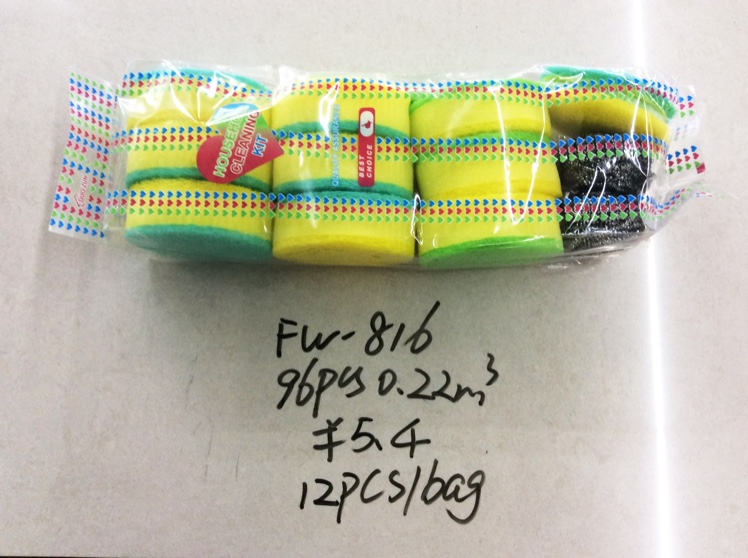 HOUSEHOLD
CLEANING
KIT
BEST
CHOICE
FW-816
96pcs 0.22m³
¥5.4
12PCS/bag